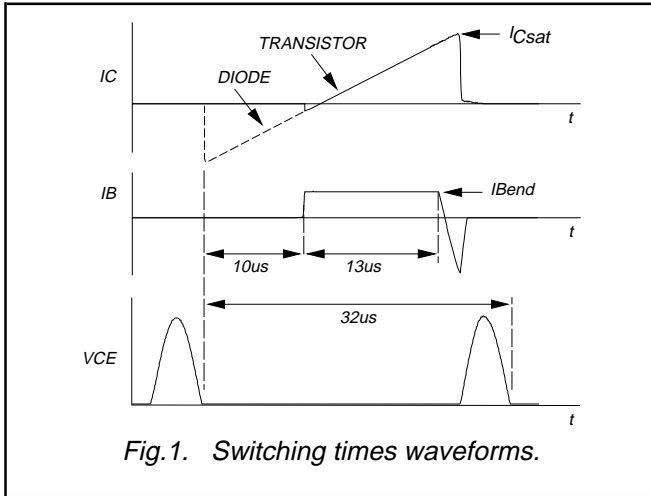 ICsat
TRANSISTOR
IC
DIODE
t
IB
IBend
t
10us
13us
32us
VCE
t
Fig.1. Switching times waveforms.